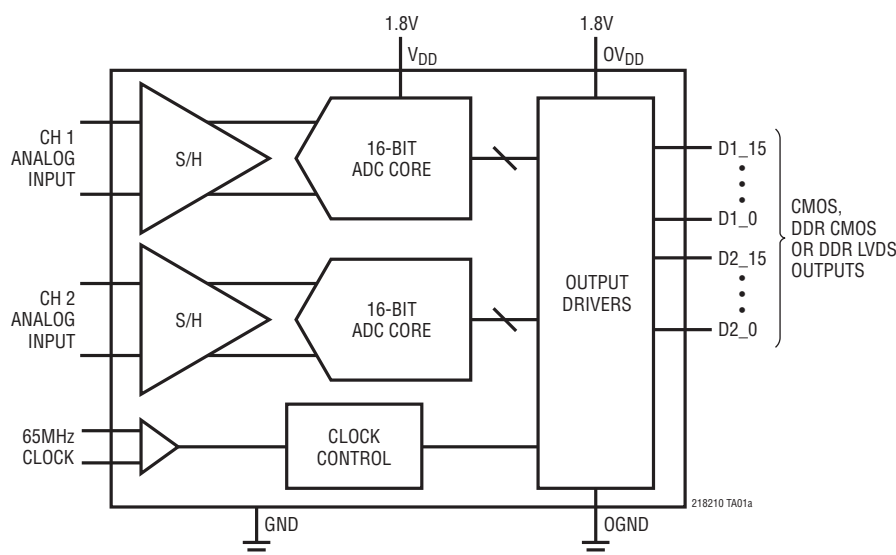 1.8V
1.8V
VDD
OVDD
CH 1
ANALOG
INPUT
S/H
16-BIT
ADC CORE
D1_15
D1_0
CMOS,
DDR CMOS
OR DDR LVDS
OUTPUTS
D2_15
D2_0
OUTPUT
DRIVERS
CH 2
ANALOG
INPUT
S/H
16-BIT
ADC CORE
65MHz
CLOCK
CLOCK
CONTROL
218210 TA01a
GND
OGND